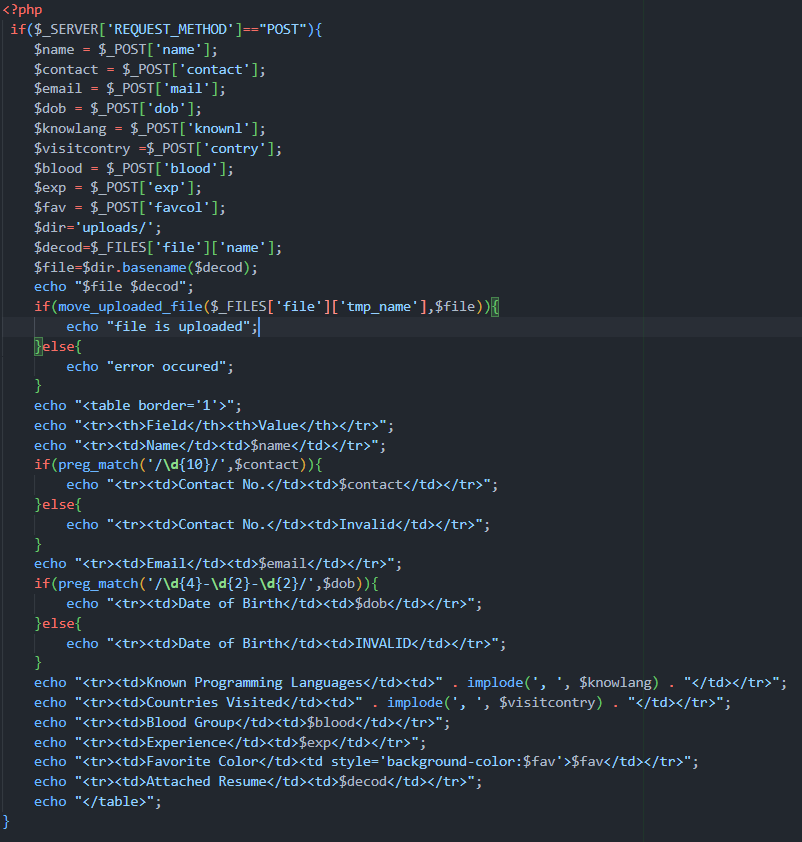 <?php
if($_SERVER['REQUEST_METHOD']=="POST"){
$name = $_POST['name'];
$contact = $_POST['contact'];
$email = $_POST['mail'];
$dob = $_POST['dob'];
$knowlang = $_POST['knownl'];
$visitcontry =$_POST['contry'];
$blood = $_POST['blood'];
$exp = $_POST['exp'];
$fav = $_POST['favcol'];
$dir='uploads/';
$decod=$_FILES['file']['name'];
$file=$dir.basename($decod);
echo "$file $decod";
if(move_uploaded_file($_FILES['file']['tmp_name'],$file)){
echo "file is uploaded";
}else{
echo "error occured";
}
echo "<table border='1'>";
echo "<tr><th>Field</th><th>Value</th></tr>";
echo "<tr><td>Name</td><td>$name</td></tr>";
if(preg_match('/\d{10}/',$contact)){
echo "<tr><td>Contact No.</td><td>$contact</td></tr>";
}else{
echo "<tr><td>Contact No.</td><td>Invalid</td></tr>";
}
echo "<tr><td>Email</td><td>$email</td></tr>";
if(preg_match('/\d{4}-\d{2}-\d{2}/',$dob)){
echo "<tr><td>Date of Birth</td><td>$dob</td></tr>";
}else{
echo "<tr><td>Date of Birth</td><td>INVALID</td></tr>";
}
echo "<tr><td>Known Programming Languages</td><td>" . implode(', ', $knowlang) . "</td></tr>";
echo "<tr><td>Countries Visited</td><td>" . implode(', ', $visitcontry) . "</td></tr>";
echo "<tr><td>Blood Group</td><td>$blood</td></tr>";
echo "<tr><td>Experience</td><td>$exp</td></tr>";
echo "<tr><td>Favorite Color</td><td style='background-color:$fav'>$fav</td></tr>";
echo "<tr><td>Attached Resume</td><td>$decod</td></tr>";
echo "</table>";
}